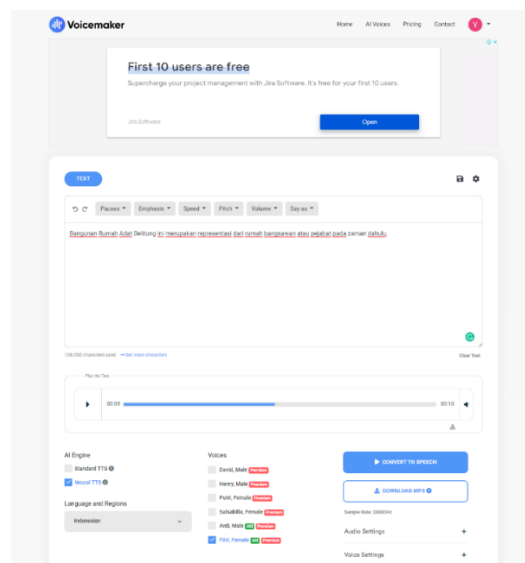 Voicemaker
Home AI Voices Pricing Contact V
First 10 users are free
Supercharge your project management with Jira Software. It's free for your first 10 users.
Jira Software
Open
TEXT
Pauses Emphasis Speed Pitch Volume Say as
Bangunan Rumah Adat Belitung ini merupakan representasi dari rumah bangsawan atau pejabat pada zaman dahulu.
characters used Get more characters
Clear Text
Play the Text
00:05
00:10
AI Engine
Standard TTS
Neural TTS
Language and Regions
Indonesian
Voices
David, Male Premium
Henry, Male Premium
Putri, Female Premium
Salsabilla, Female Premium
Ardi, Male Premium
Fitri, Female Premium
CONVERT TO SPEECH
DOWNLOAD MP3
Sample Rate:
Audio Settings +
Voice Settings +